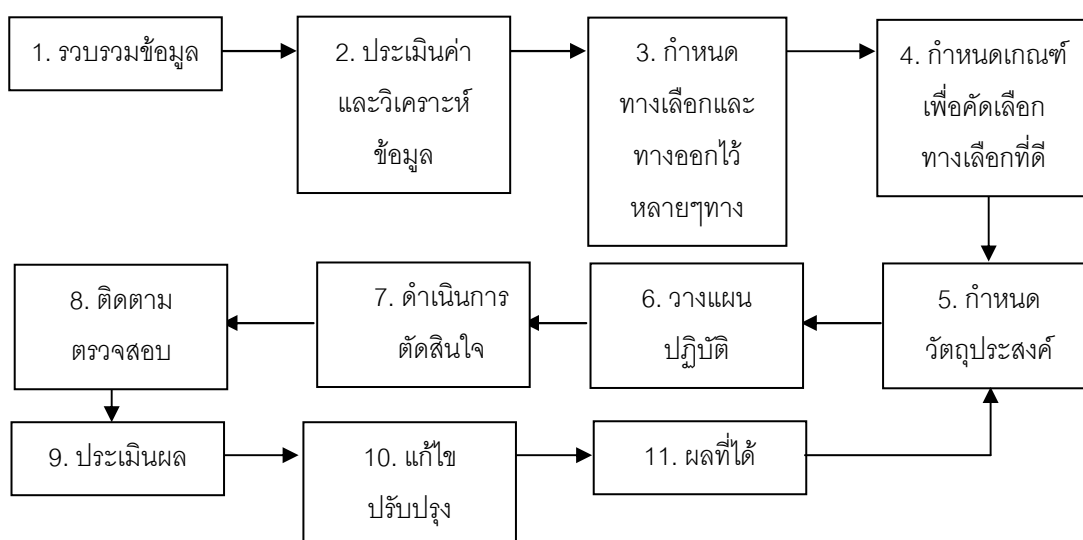 1. รวบรวมข้อมูล
2. ประเมินค่า
และวิเคราะห์
ข้อมูล
3. กำหนด
ทางเลือกและ
ทางออกไว้
หลายๆทาง
4. กำหนดเกณฑ์
เพื่อคัดเลือก
ทางเลือกที่ดี
5. กำหนด
วัตถุประสงค์
6. วางแผน
ปฏิบัติ
7. ดำเนินการ
ตัดสินใจ
8. ติดตาม
ตรวจสอบ
9. ประเมินผล
10. แก้ไข
ปรับปรุง
11. ผลที่ได้